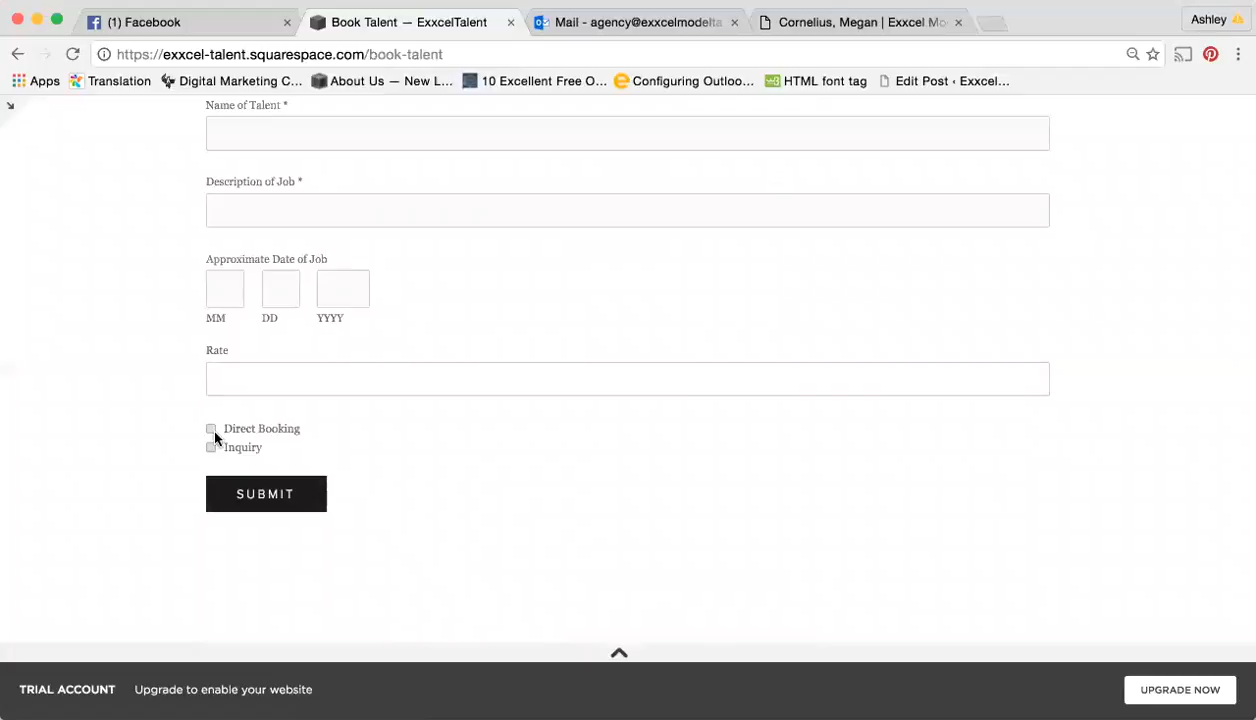 (1) Facebook
Book Talent — ExxcelTalent
Mail - agency@exxcelmodelta
Cornelius, Megan | Exxcel Mo
Ashley
https://exxcel-talent.squarespace.com/book-talent
Apps
Translation
Digital Marketing C...
About Us — New L...
10 Excellent Free O...
Configuring Outloo...
HTML font tag
Edit Post ‹ Exxcel...
Name of Talent *
Description of Job *
Approximate Date of Job
MM DD YYYY
Rate
Direct Booking
Inquiry
SUBMIT
TRIAL ACCOUNT Upgrade to enable your website
UPGRADE NOW